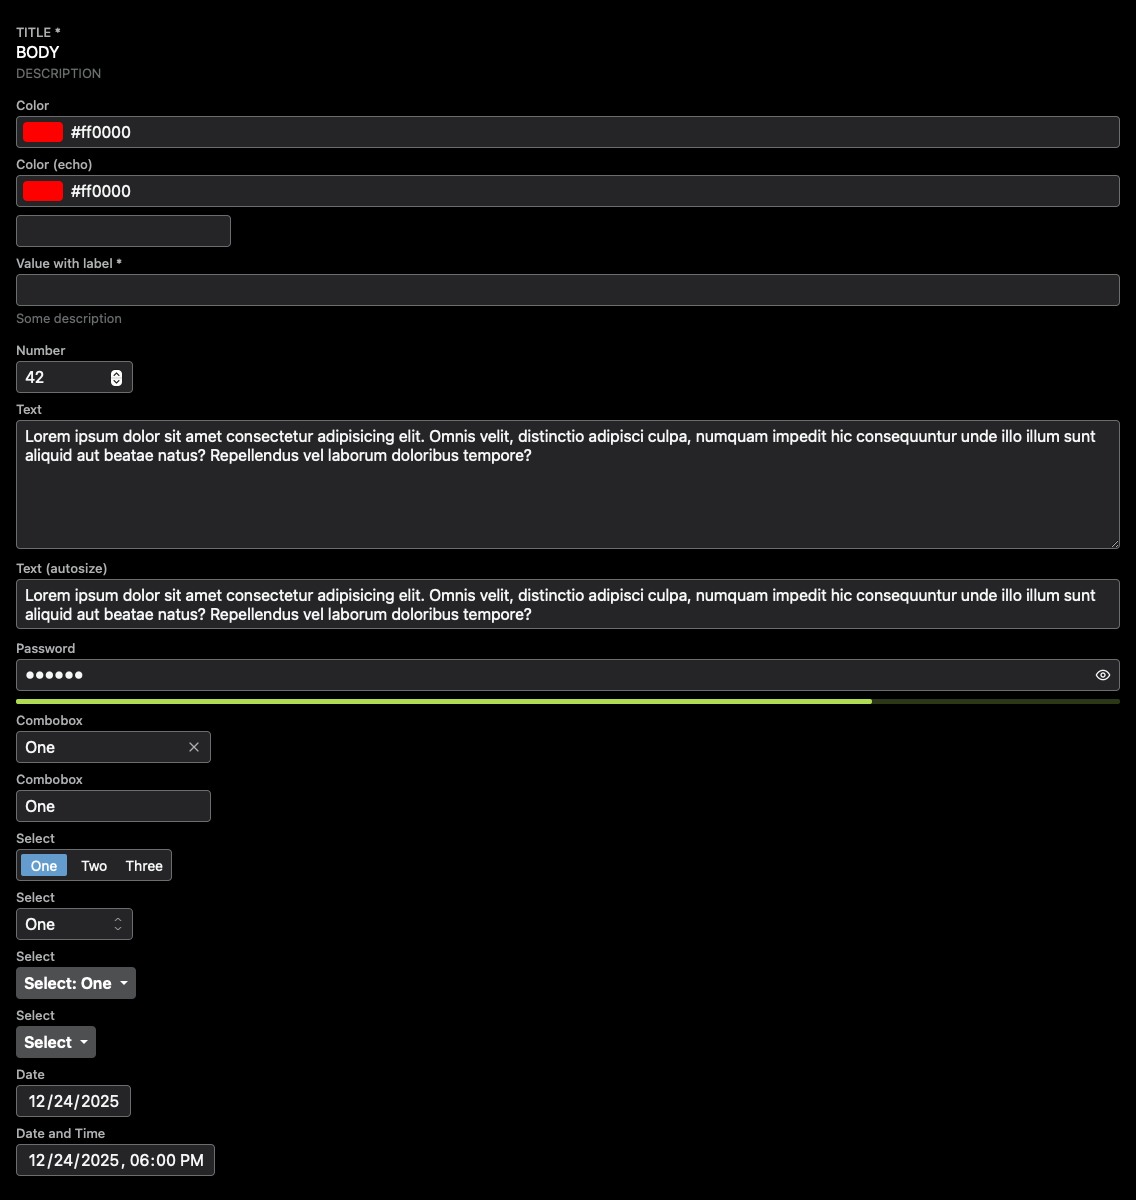 TITLE *
BODY
DESCRIPTION
Color
#ff0000
Color (echo)
#ff0000
Value with label *
Some description
Number
42
Text
Lorem ipsum dolor sit amet consectetur adipisicing elit. Omnis velit, distinctio adipisci culpa, numquam impedit hic consequuntur unde illo illum sunt
aliquid aut beatae natus? Repellendus vel laborum doloribus tempore?
Text (autosize)
Lorem ipsum dolor sit amet consectetur adipisicing elit. Omnis velit, distinctio adipisci culpa, numquam impedit hic consequuntur unde illo illum sunt
aliquid aut beatae natus? Repellendus vel laborum doloribus tempore?
Password
●●●●●●
Combobox
One
Combobox
One
Select
One Two Three
Select
One
Select
Select: One
Select
Select
Date
12/24/2025
Date and Time
12/24/2025, 06:00 PM